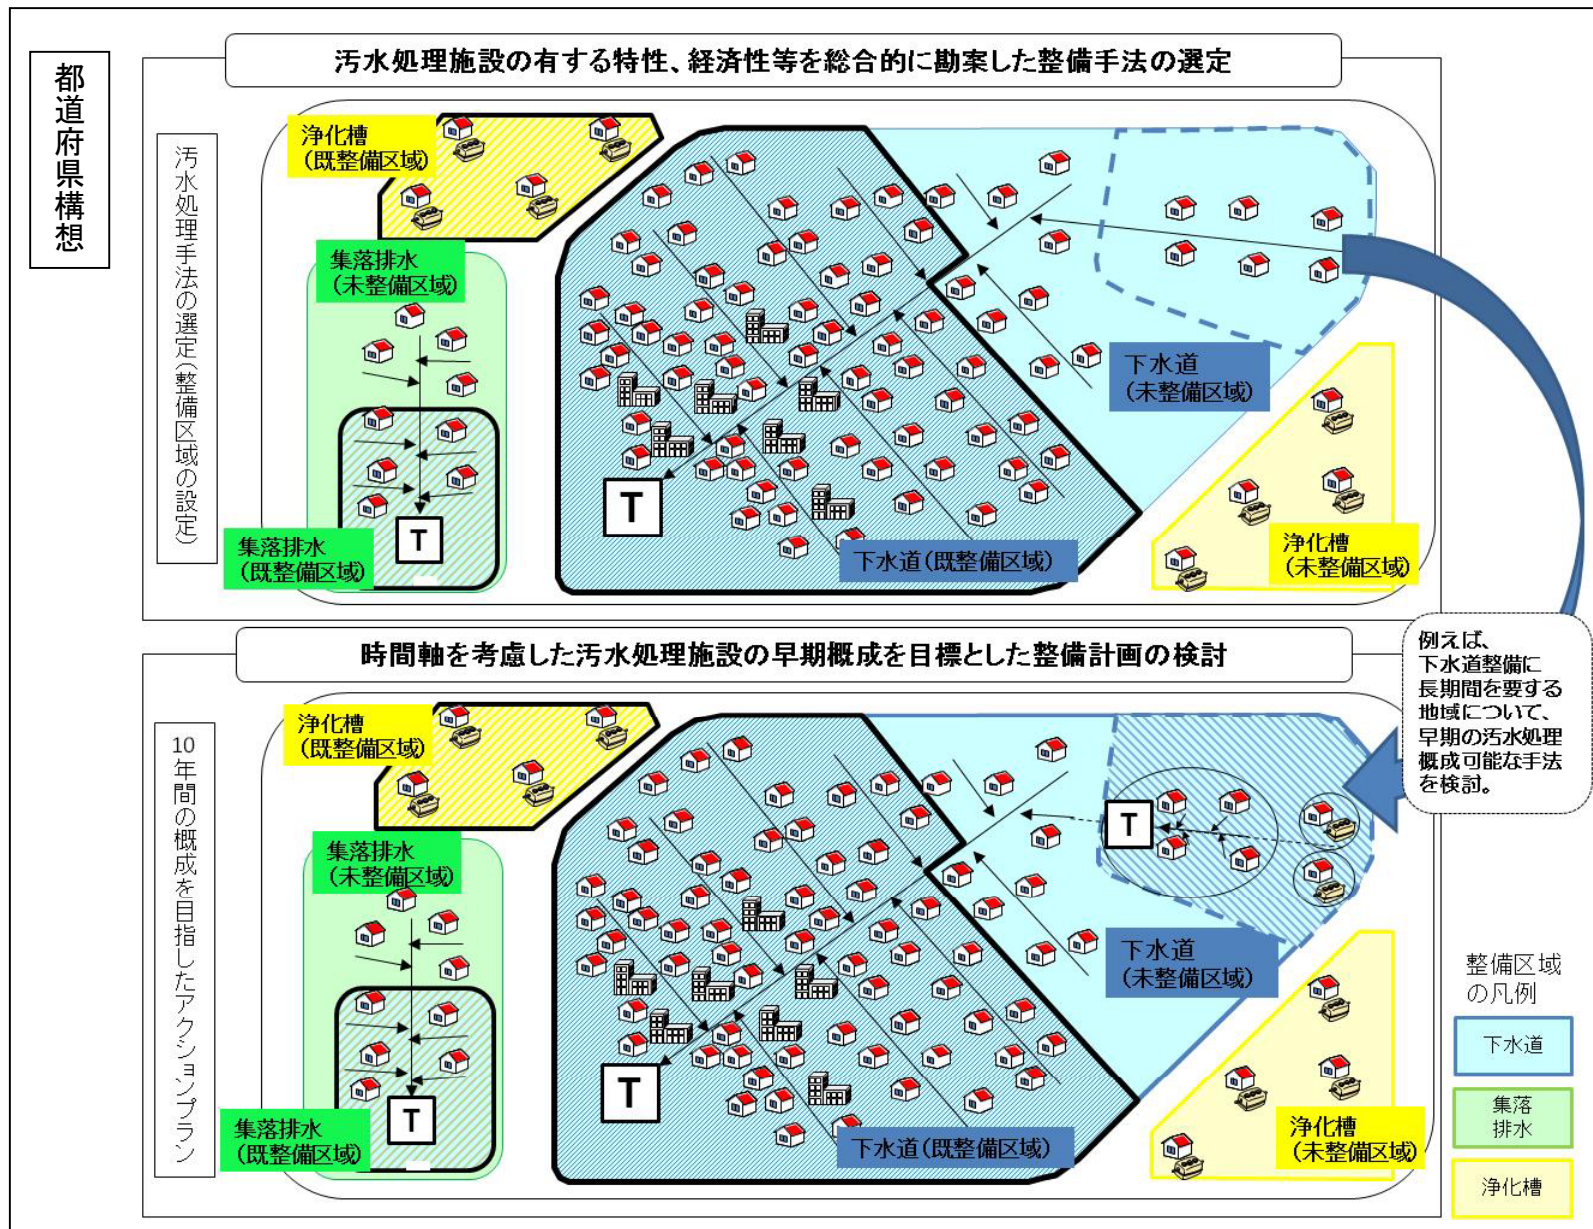 都道府県構想
汚水処理施設の有する特性、経済性等を総合的に勘案した整備手法の選定
汚水処理手法の選定(整備区域の設定)
浄化槽
(既整備区域)
集落排水
(未整備区域)
下水道
(未整備区域)
T
T
集落排水
(既整備区域)
下水道(既整備区域)
浄化槽
(未整備区域)
時間軸を考慮した汚水処理施設の早期概成を目標とした整備計画の検討
例えば、
下水道整備に
長期間を要する
地域について、
早期の汚水処理
概成可能な手法
を検討。
10年間の概成を目指したアクションプラン
浄化槽
(既整備区域)
T
集落排水
(未整備区域)
下水道
(未整備区域)
T
T
集落排水
(既整備区域)
下水道(既整備区域)
浄化槽
(未整備区域)
整備区域
の凡例
下水道
集落
排水
浄化槽